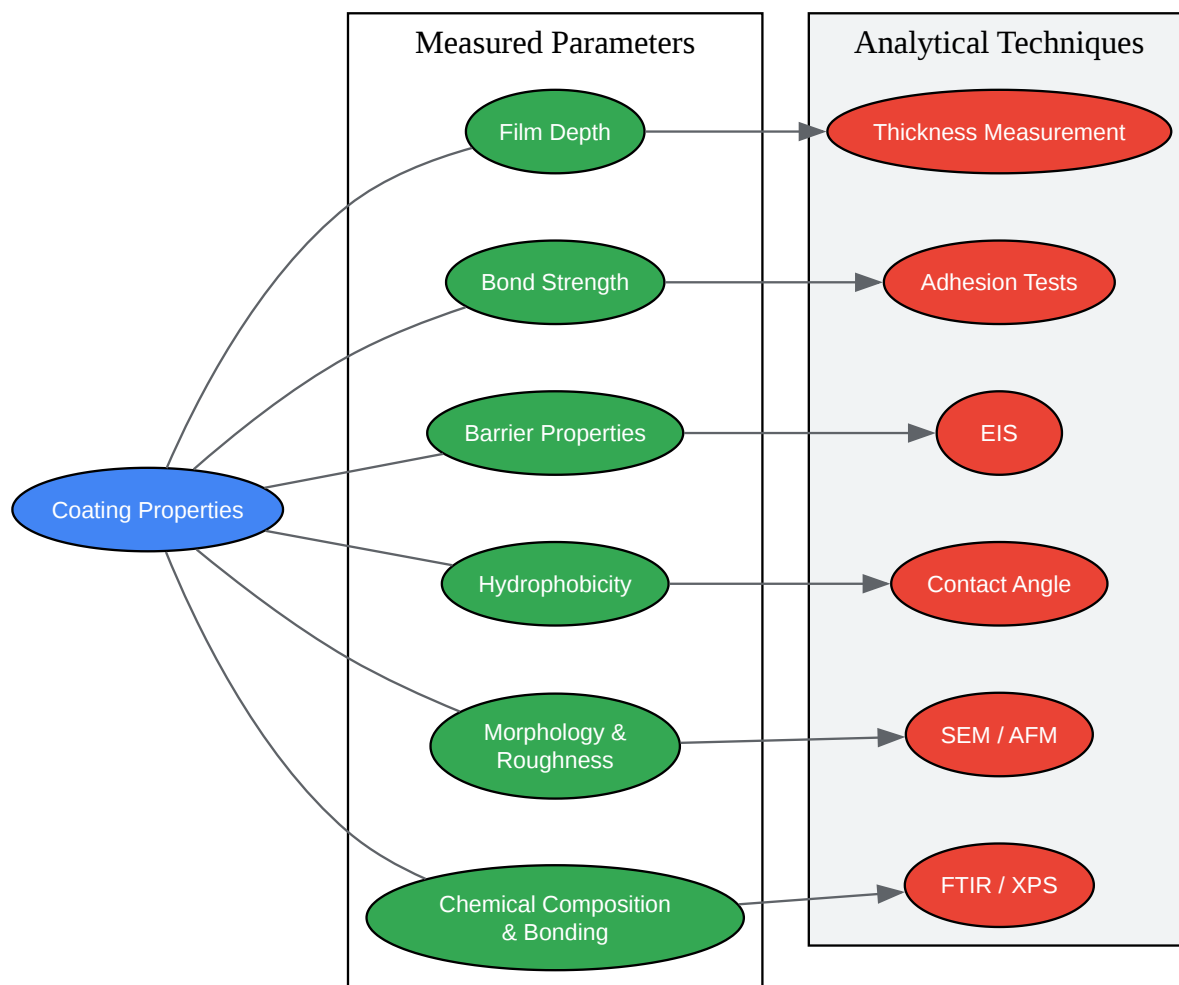 Measured Parameters
Analytical Techniques
Film Depth
Thickness Measurement
Bond Strength
Adhesion Tests
Barrier Properties
EIS
Coating Properties
Hydrophobicity
Contact Angle
Morphology &
Roughness
SEM / AFM
Chemical Composition
& Bonding
FTIR / XPS